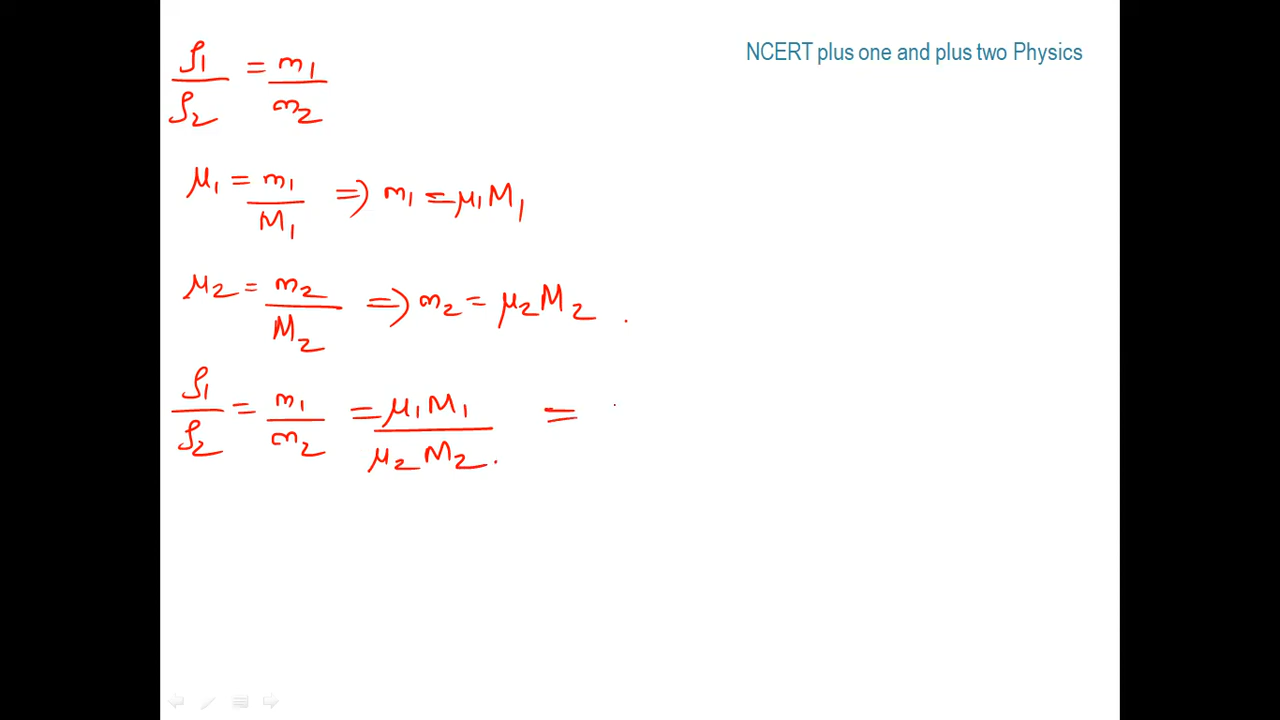 NCERT plus one and plus two Physics
ρ1/ρ2 = m1/m2
μ1 = m1/M1 ⇒ m1 = μ1M1
μ2 = m2/M2 ⇒ m2 = μ2M2.
ρ1/ρ2 = m1/m2 = μ1M1/μ2M2. =